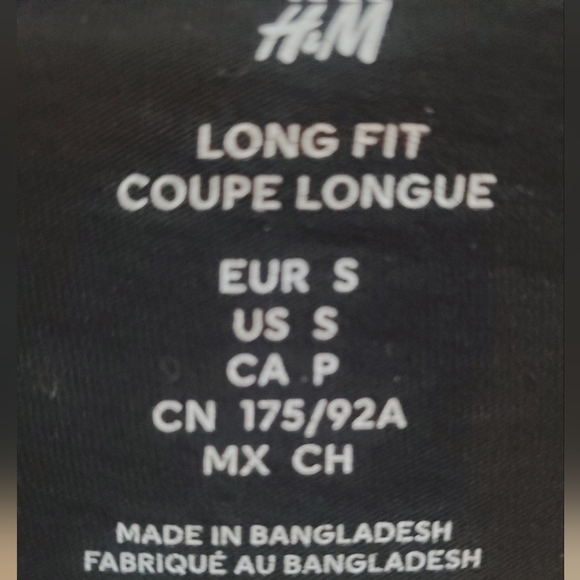 H&M
LONG FIT
COUPE LONGUE
EUR S
US S
CA P
CN 175/92A
MX CH
MADE IN BANGLADESH
FABRIQUÉ AU BANGLADESH